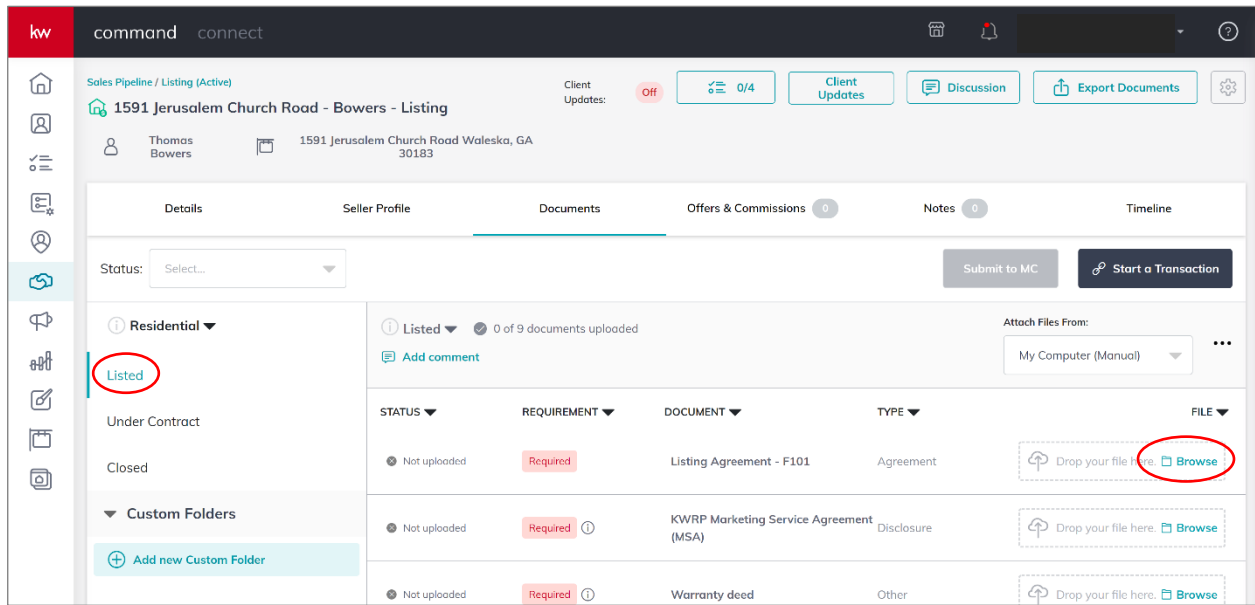 kw command connect
Sales Pipeline / Listing (Active)
1591 Jerusalem Church Road - Bowers - Listing
Client
Updates:
Off
0/4
Client
Updates
Discussion
Export Documents
Thomas
Bowers
1591 Jerusalem Church Road Waleska, GA
30183
Details Seller Profile Documents Offers & Commissions 0 Notes 0 Timeline
Status: Select... Submit to MC Start a Transaction
Residential
Listed
Under Contract
Closed
Custom Folders
Add new Custom Folder
Listed 0 of 9 documents uploaded
Add comment
Attach Files From:
My Computer (Manual)
STATUS REQUIREMENT DOCUMENT TYPE FILE
Not uploaded Required Listing Agreement - F101 Agreement Drop your file here. Browse
Not uploaded Required KWRP Marketing Service Agreement
(MSA) Disclosure Drop your file here. Browse
Not uploaded Required Warranty deed Other Drop your file here. Browse